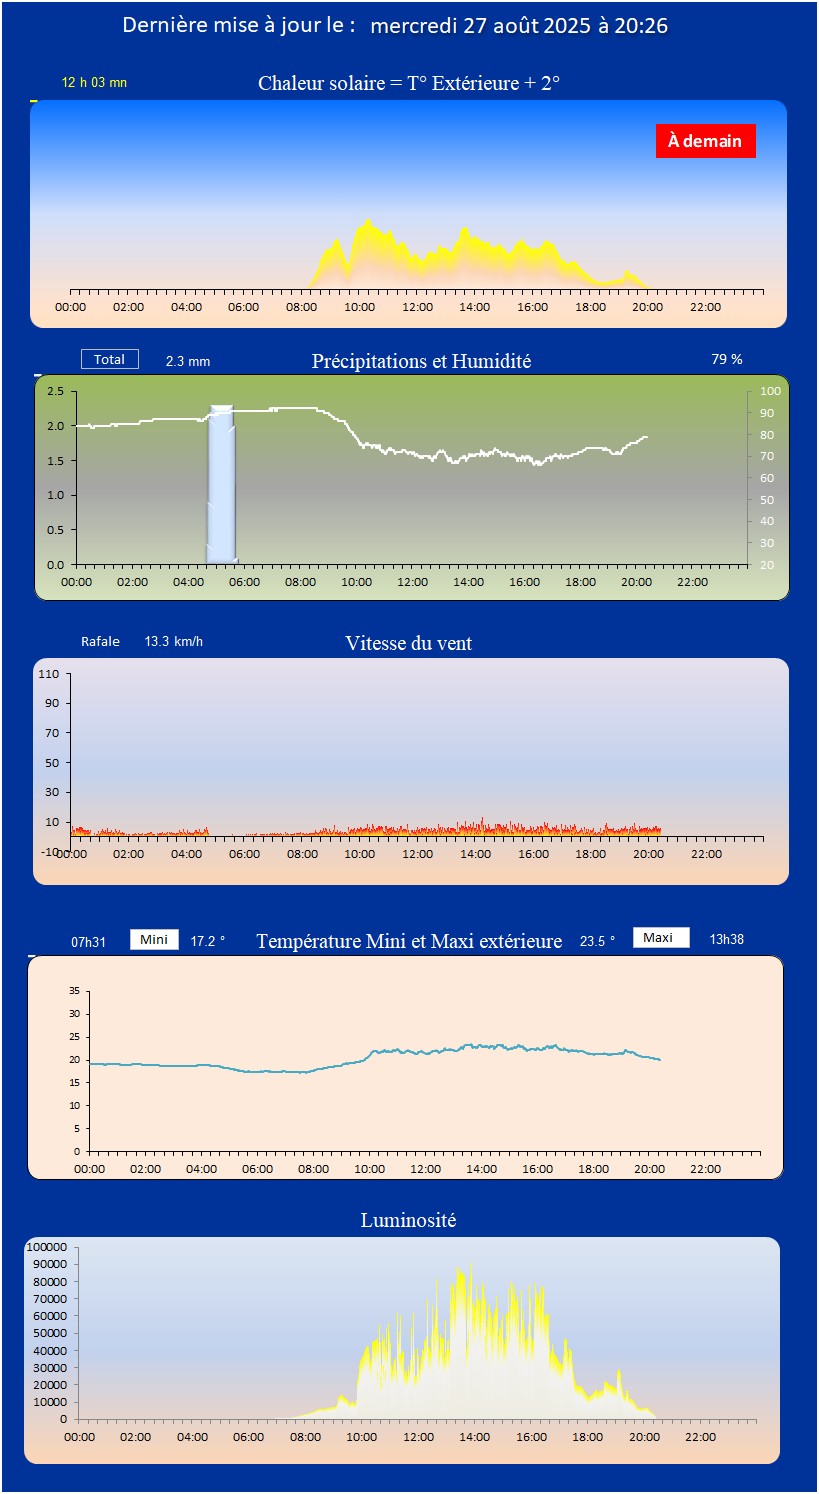 Dernière mise à jour le : mercredi 27 août 2025 à 20:26
12 h 03 mn Chaleur solaire = T° Extérieure + 2°
À demain
00:00 02:00 04:00 06:00 08:00 10:00 12:00 14:00 16:00 18:00 20:00 22:00
Total 2.3 mm Précipitations et Humidité 79 %
2.5 100
90
2.0 80
1.5 70
60
1.0 50
40
0.5 30
0.0 20
00:00 02:00 04:00 06:00 08:00 10:00 12:00 14:00 16:00 18:00 20:00 22:00
Rafale 13.3 km/h Vitesse du vent
110
90
70
50
30
10
-10 00:00 02:00 04:00 06:00 08:00 10:00 12:00 14:00 16:00 18:00 20:00 22:00
07h31 Mini 17.2 ° Température Mini et Maxi extérieure 23.5 ° Maxi 13h38
35
30
25
20
15
10
5
0
00:00 02:00 04:00 06:00 08:00 10:00 12:00 14:00 16:00 18:00 20:00 22:00
Luminosité
100000
90000
80000
70000
60000
50000
40000
30000
20000
10000
0
00:00 02:00 04:00 06:00 08:00 10:00 12:00 14:00 16:00 18:00 20:00 22:00